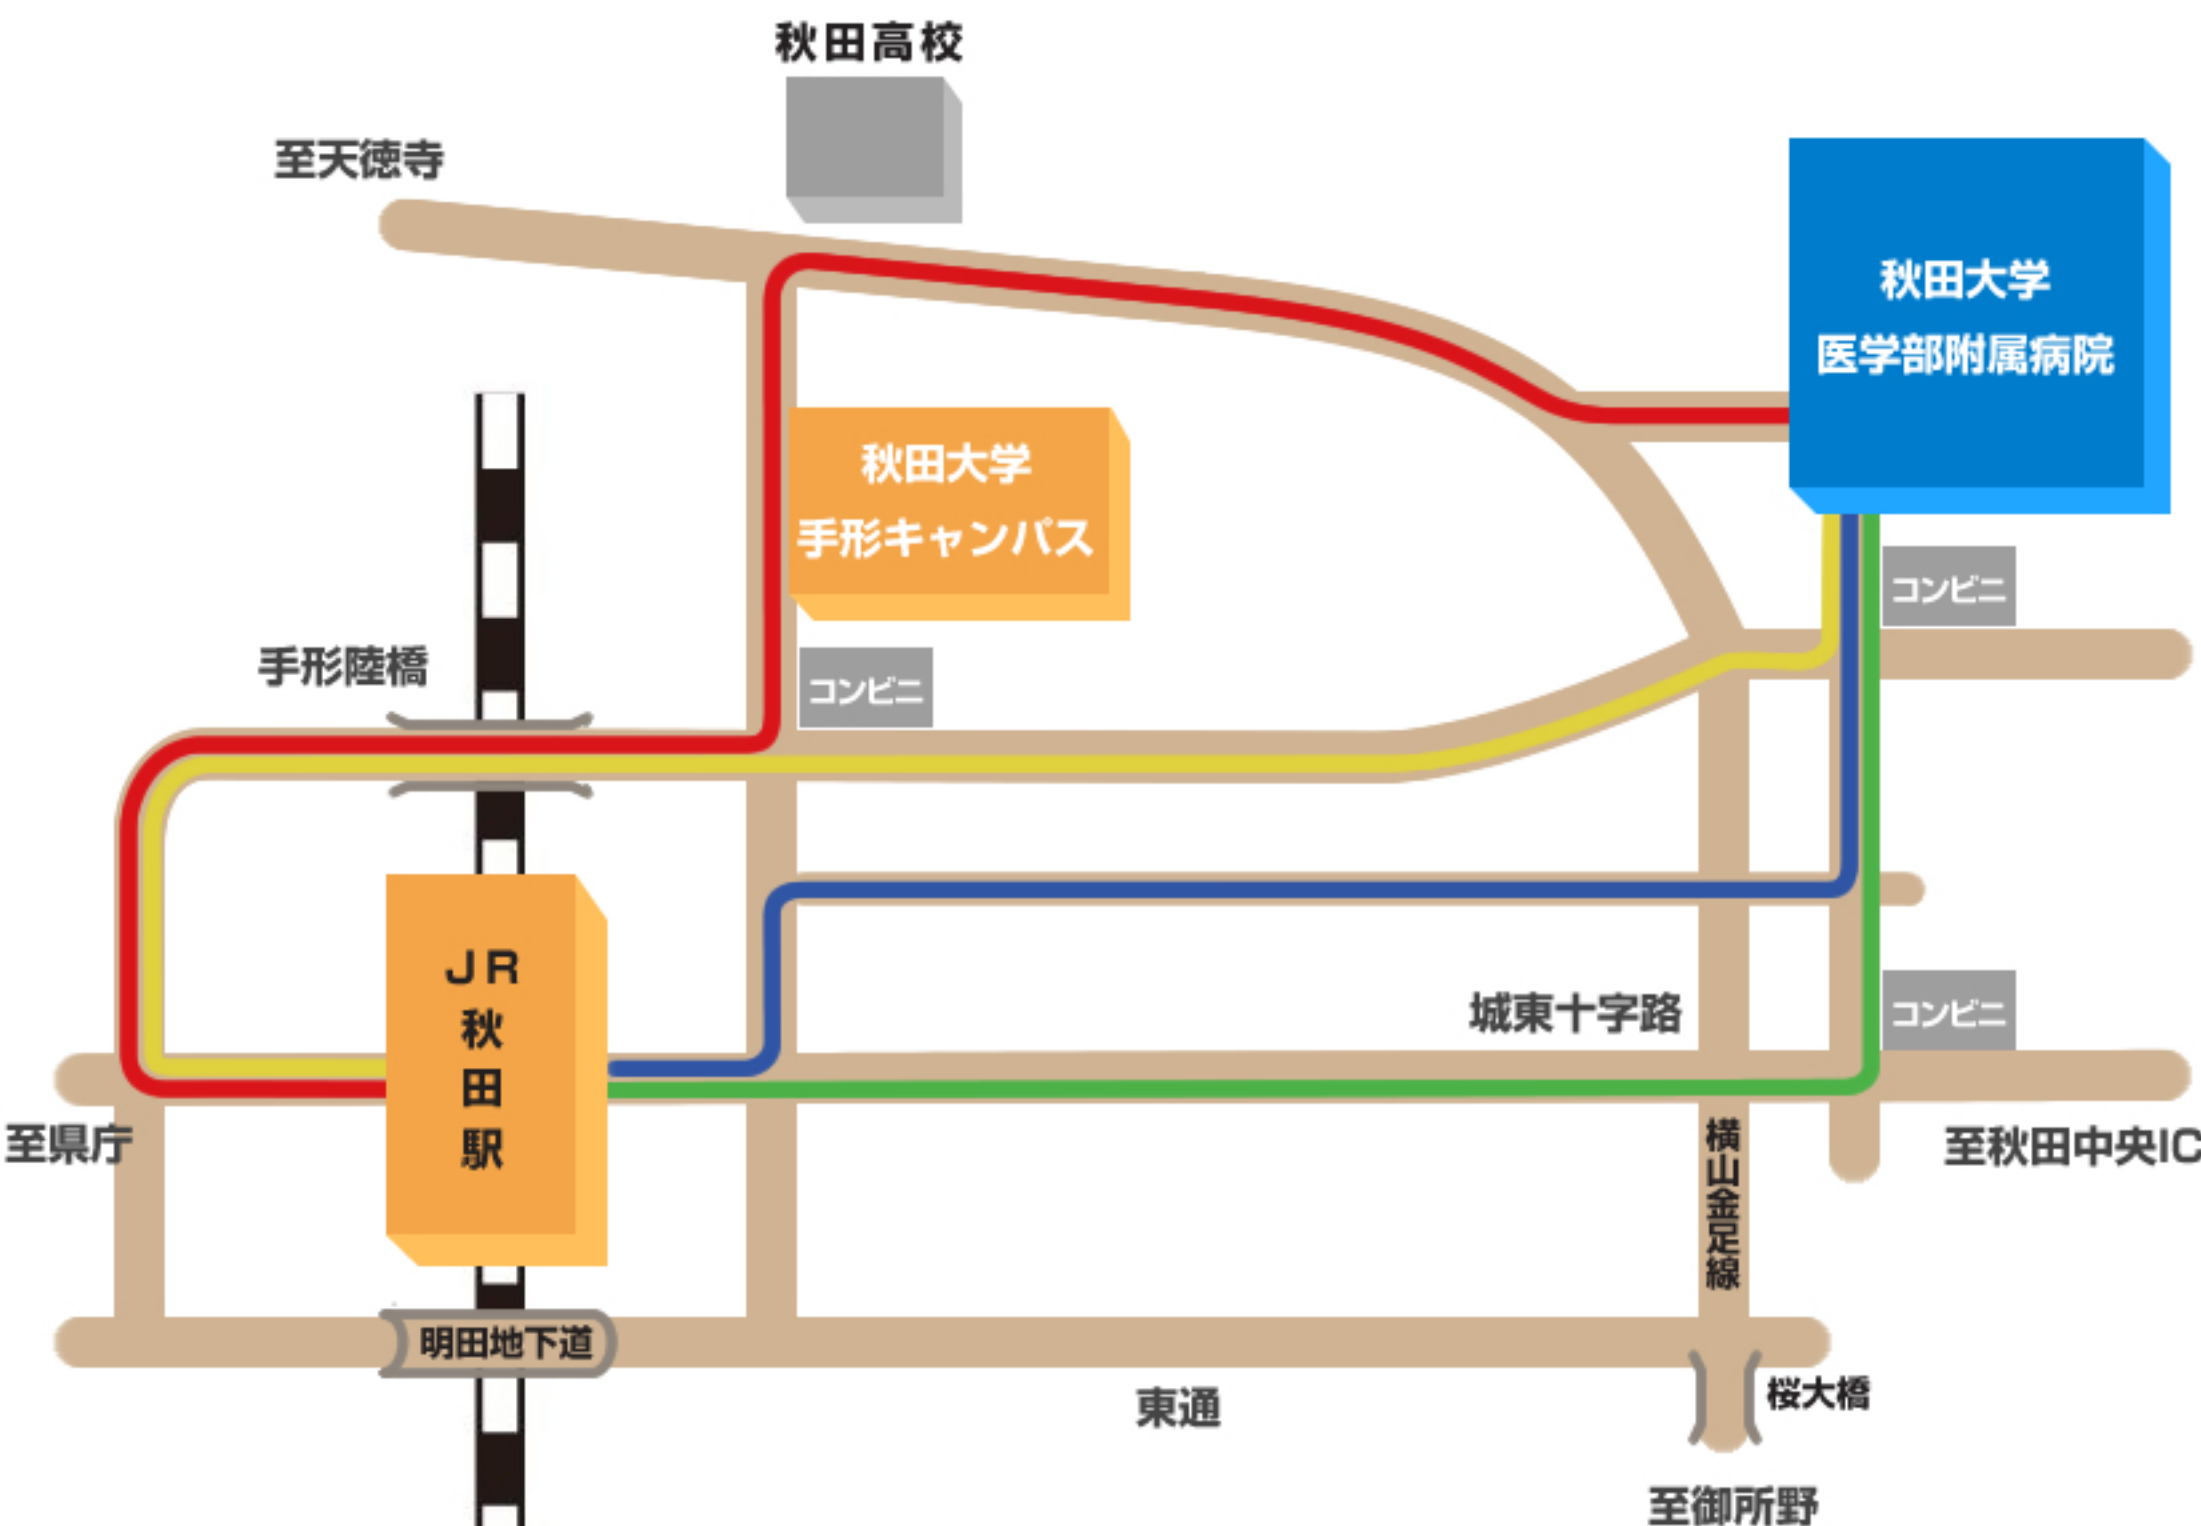 秋田高校
至天徳寺
秋田大学
医学部附属病院
秋田大学
手形キャンパス
コンビニ
手形陸橋
コンビニ
JR
秋
田
駅
城東十字路
コンビニ
至県庁
横山金足線
至秋田中央IC
明田地下道
東通
桜大橋
至御所野